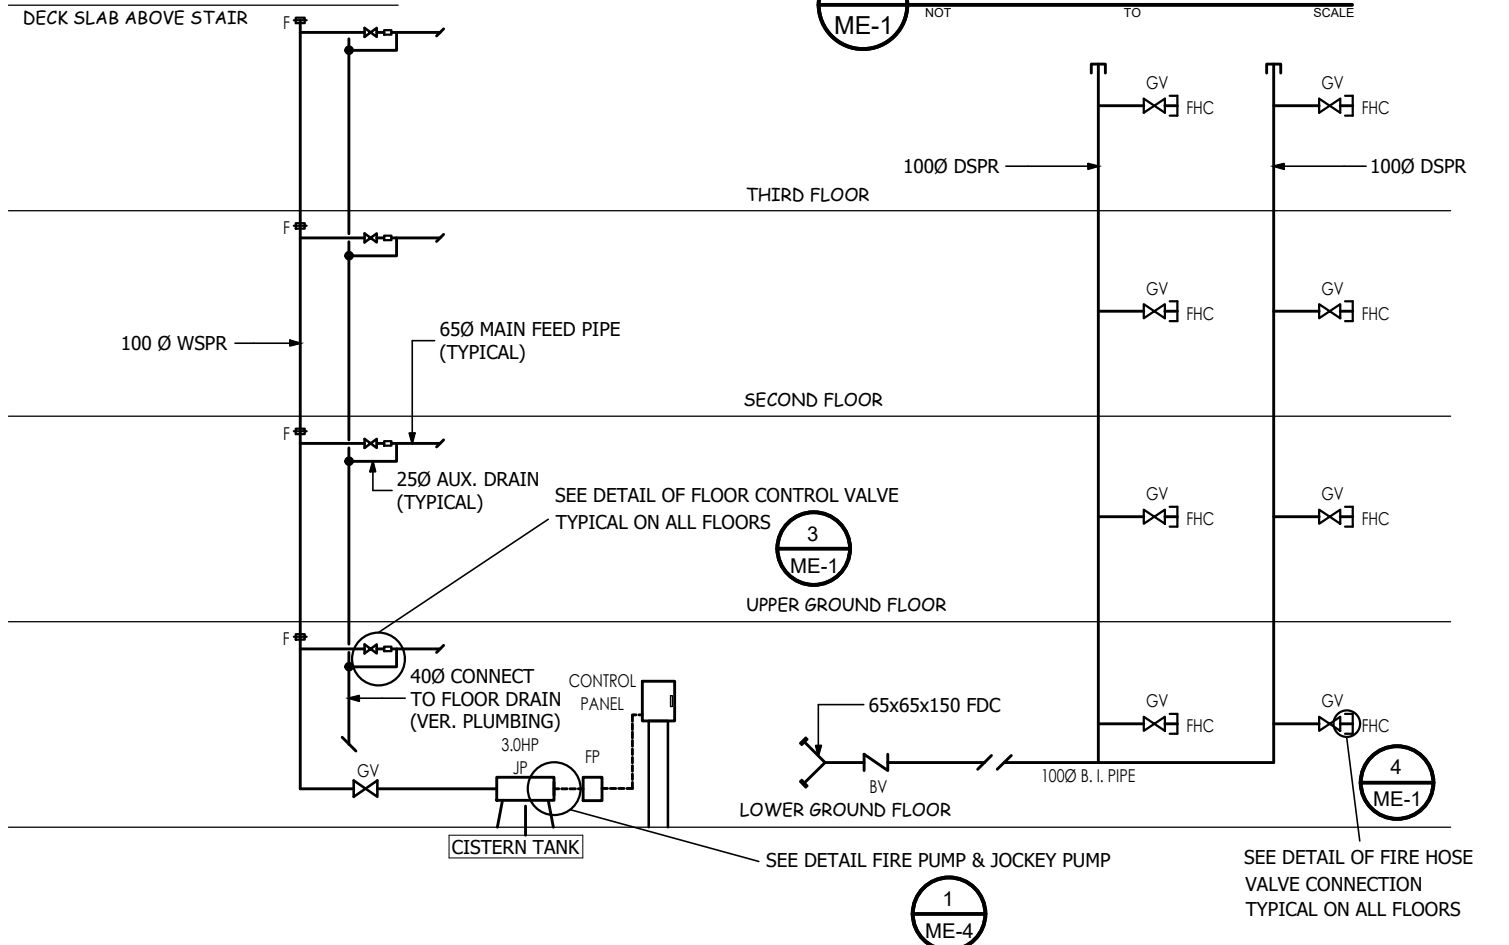 DECK SLAB ABOVE STAIR
F
ME-1
NOT TO SCALE
GV
FHC
GV
FHC
100Ø DSPR
100Ø DSPR
THIRD FLOOR
F
GV
FHC
GV
FHC
100 Ø WSPR
65Ø MAIN FEED PIPE
(TYPICAL)
SECOND FLOOR
F
25Ø AUX. DRAIN
(TYPICAL)
SEE DETAIL OF FLOOR CONTROL VALVE
TYPICAL ON ALL FLOORS
3
ME-1
GV
FHC
GV
FHC
UPPER GROUND FLOOR
F
40Ø CONNECT
TO FLOOR DRAIN
(VER. PLUMBING)
CONTROL
PANEL
3.0HP
JP
FP
GV
65x65x150 FDC
BV
100Ø B. I. PIPE
GV
FHC
GV
FHC
4
ME-1
LOWER GROUND FLOOR
CISTERN TANK
SEE DETAIL FIRE PUMP & JOCKEY PUMP
1
ME-4
SEE DETAIL OF FIRE HOSE
VALVE CONNECTION
TYPICAL ON ALL FLOORS